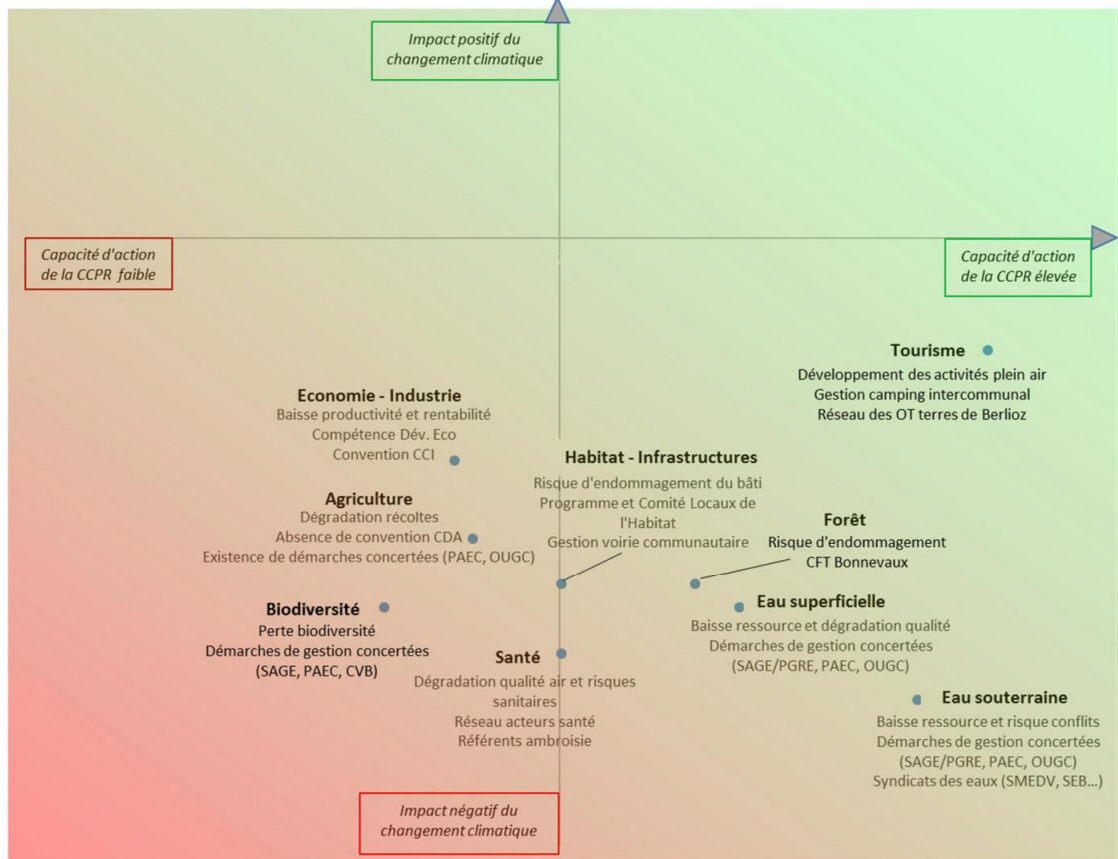 Impact positif du
changement climatique
Capacité d'action
de la CCPR faible
Capacité d'action
de la CCPR élevée
Tourisme
Développement des activités plein air
Gestion camping intercommunal
Réseau des OT terres de Berlioz
Economie - Industrie
Baisse productivité et rentabilité
Compétence Dév. Eco
Convention CCI
Habitat - Infrastructures
Risque d'endommagement du bâti
Programme et Comité Locaux de
l'Habitat
Gestion voirie communautaire
Agriculture
Dégradation récoltes
Absence de convention CDA
Existence de démarches concertées (PAEC, OUGC)
Forêt
Risque d'endommagement
CFT Bonnevaux
Biodiversité
Perte biodiversité
Démarches de gestion concertées
(SAGE, PAEC, CVB)
Eau superficielle
Baisse ressource et dégradation qualité
Démarches de gestion concertées
(SAGE/PGRE, PAEC, OUGC)
Santé
Dégradation qualité air et risques
sanitaires
Réseau acteurs santé
Référents ambroisie
Eau souterraine
Baisse ressource et risque conflits
Démarches de gestion concertées
(SAGE/PGRE, PAEC, OUGC)
Syndicats des eaux (SMEDV, SEB...)
Impact négatif du
changement climatique